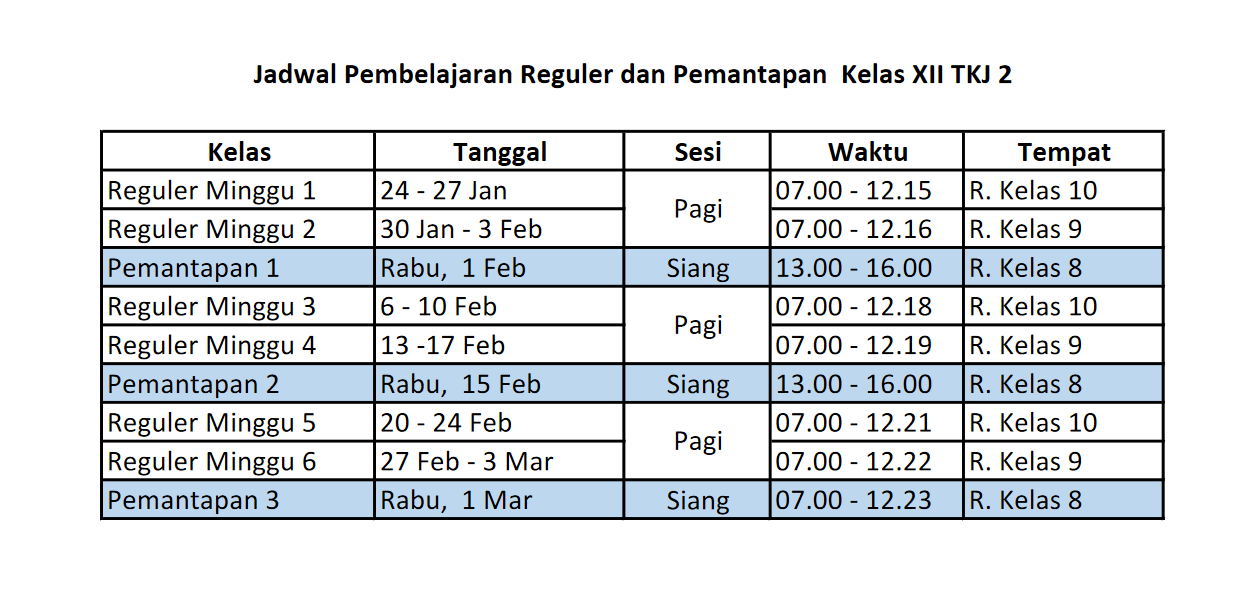 Jadwal Pembelajaran Reguler dan Pemantapan Kelas XII TKJ 2
Kelas Tanggal Sesi Waktu Tempat
Reguler Minggu 1 24 - 27 Jan Pagi 07.00 - 12.15 R. Kelas 10
Reguler Minggu 2 30 Jan - 3 Feb 07.00 - 12.16 R. Kelas 9
Pemantapan 1 Rabu, 1 Feb Siang 13.00 - 16.00 R. Kelas 8
Reguler Minggu 3 6 - 10 Feb Pagi 07.00 - 12.18 R. Kelas 10
Reguler Minggu 4 13 -17 Feb 07.00 - 12.19 R. Kelas 9
Pemantapan 2 Rabu, 15 Feb Siang 13.00 - 16.00 R. Kelas 8
Reguler Minggu 5 20 - 24 Feb Pagi 07.00 - 12.21 R. Kelas 10
Reguler Minggu 6 27 Feb - 3 Mar 07.00 - 12.22 R. Kelas 9
Pemantapan 3 Rabu, 1 Mar Siang 07.00 - 12.23 R. Kelas 8